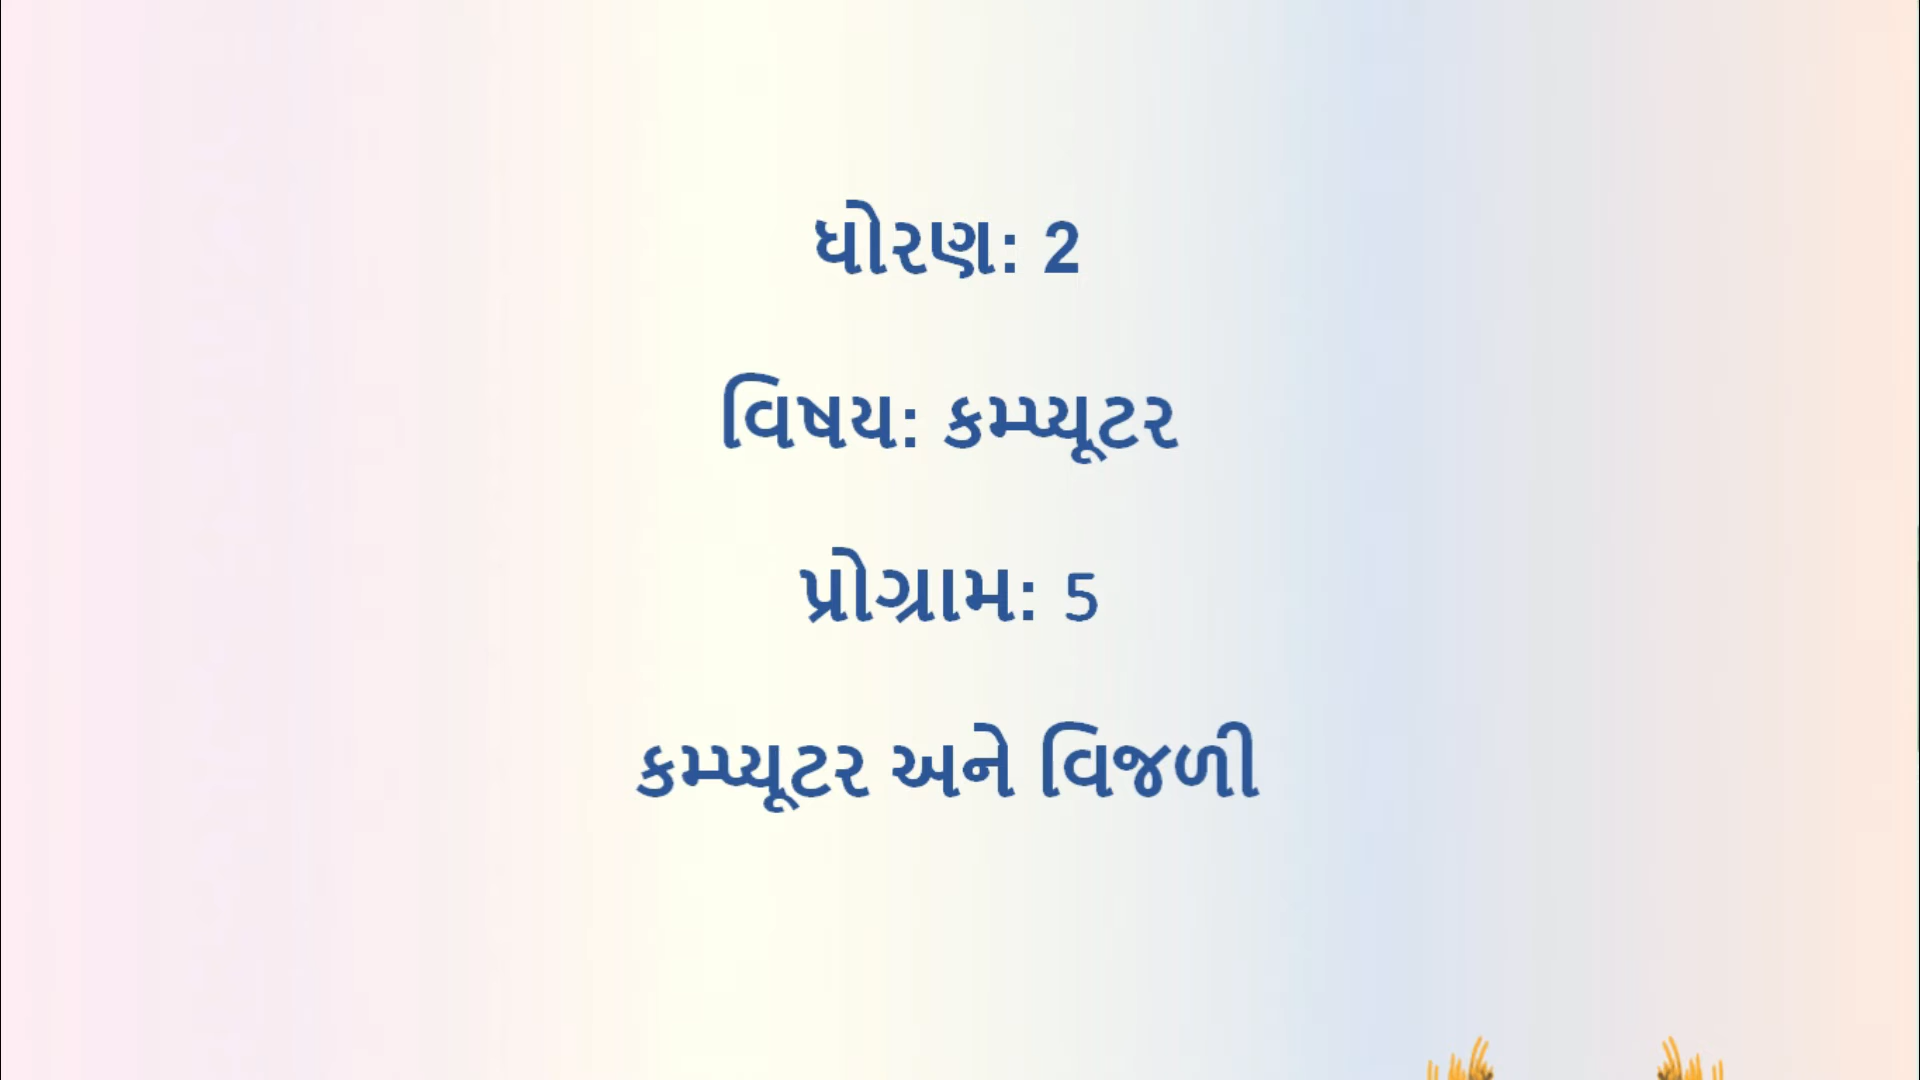 ધોરણ: 2
વિષય: કમ્પ્યૂટર
પ્રોગ્રામ: 5
કમ્પ્યૂટર અને વિજળી